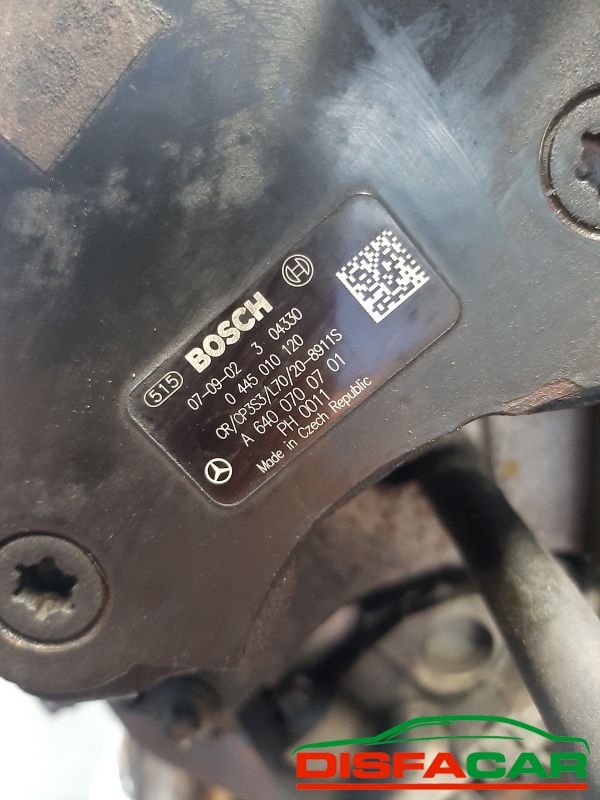 515 BOSCH
07-09-02 3 04330
0 445 010 120
CR/CP3S3/L70/20-8911S
A 640 070 07 01
PH 0011
Made in Czech Republic
DISFACAR